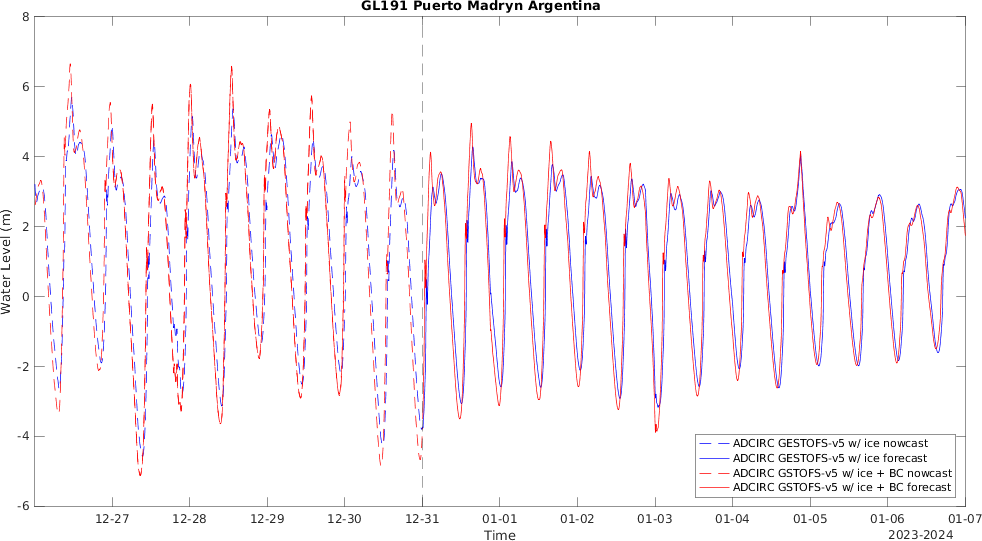 GL191 Puerto Madryn Argentina
8
6
4
2
0
-2
-4
-6
Water Level (m)
12-27 12-28 12-29 12-30 12-31 01-01 01-02 01-03 01-04 01-05 01-06 01-07
Time
2023-2024
ADCIRC GESTOFS-v5 w/ ice nowcast
ADCIRC GESTOFS-v5 w/ ice forecast
ADCIRC GSTOFS-v5 w/ ice + BC nowcast
ADCIRC GSTOFS-v5 w/ ice + BC forecast